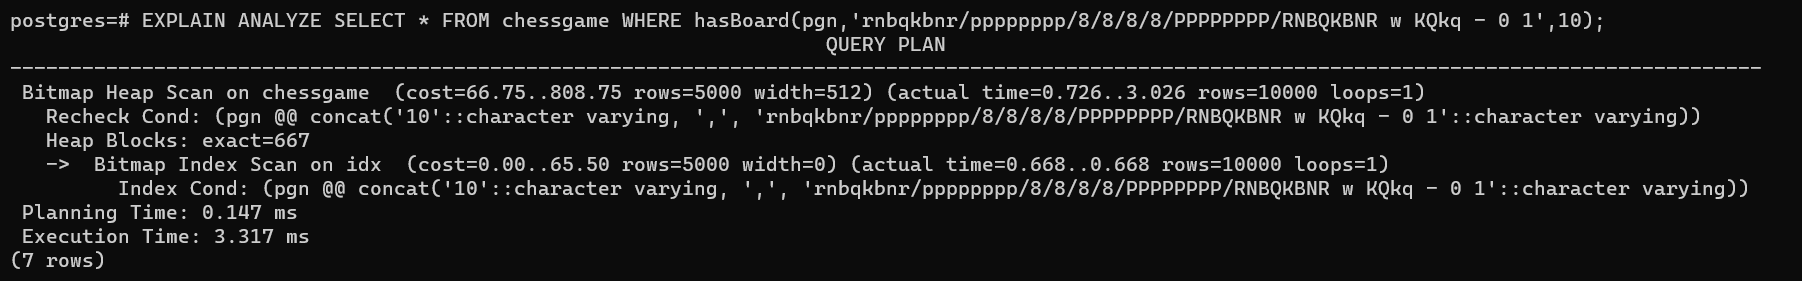 postgres=# EXPLAIN ANALYZE SELECT * FROM chessgame WHERE hasBoard(pgn,'rnbqkbnr/pppppppp/8/8/8/8/PPPPPPPP/RNBQKBNR w KQkq - 0 1',10);
QUERY PLAN
--------------------------------------------------------------------------------------------------------------------------------------------------
Bitmap Heap Scan on chessgame  (cost=66.75..808.75 rows=5000 width=512) (actual time=0.726..3.026 rows=10000 loops=1)
Recheck Cond: (pgn @@ concat('10'::character varying, ',', 'rnbqkbnr/pppppppp/8/8/8/8/PPPPPPPP/RNBQKBNR w KQkq - 0 1'::character varying))
Heap Blocks: exact=667
->  Bitmap Index Scan on idx  (cost=0.00..65.50 rows=5000 width=0) (actual time=0.668..0.668 rows=10000 loops=1)
Index Cond: (pgn @@ concat('10'::character varying, ',', 'rnbqkbnr/pppppppp/8/8/8/8/PPPPPPPP/RNBQKBNR w KQkq - 0 1'::character varying))
Planning Time: 0.147 ms
Execution Time: 3.317 ms
(7 rows)